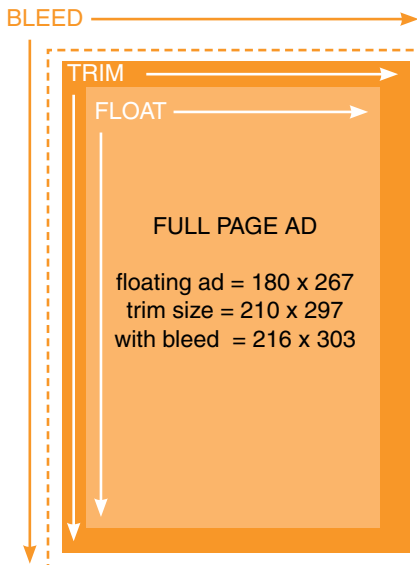 BLEED
TRIM
FLOAT
FULL PAGE AD
floating ad = 180 x 267
trim size = 210 x 297
with bleed = 216 x 303